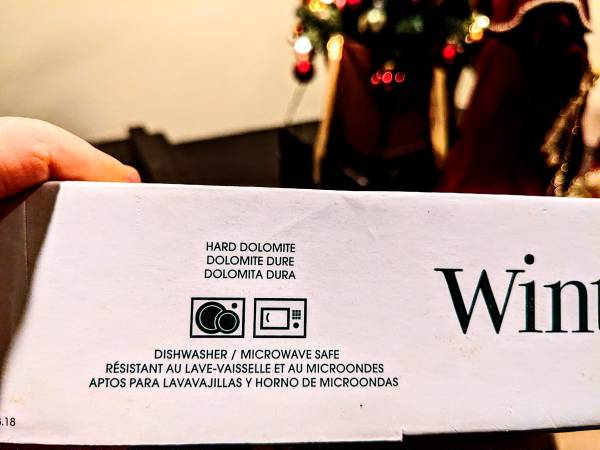 HARD DOLOMITE
DOLOMITE DURE
DOLOMITA DURA
DISHWASHER / MICROWAVE SAFE
RÉSISTANT AU LAVE-VAISSELLE ET AU MICROONDES
APTOS PARA LAVAVAJILLAS Y HORNO DE MICROONDAS
Wint
.18